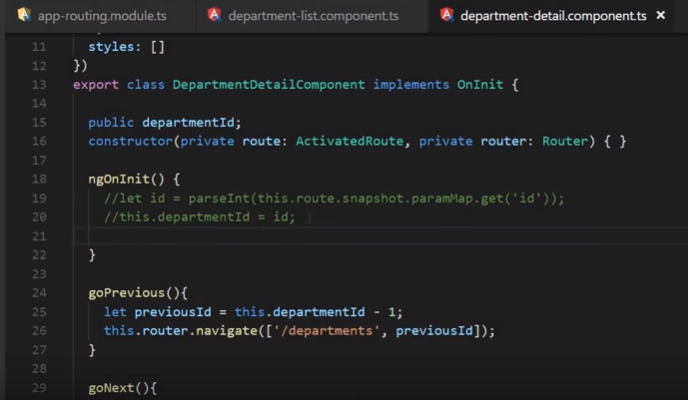 app-routing.module.ts department-list.component.ts department-detail.component.ts ×
11 styles: []
12 })
13 export class DepartmentDetailComponent implements OnInit {
14
15 public departmentId;
16 constructor(private route: ActivatedRoute, private router: Router) { }
17
18 ngOnInit() {
19 //let id = parseInt(this.route.snapshot.paramMap.get('id'));
20 //this.departmentId = id;
21
22 }
23
24 goPrevious(){
25 let previousId = this.departmentId - 1;
26 this.router.navigate(['/departments', previousId]);
27 }
28
29 goNext(){